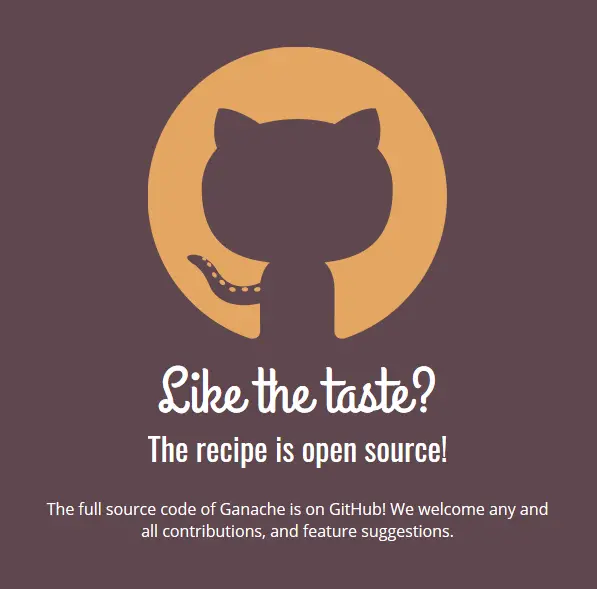 Like the taste?
The recipe is open source!
The full source code of Ganache is on GitHub! We welcome any and
all contributions, and feature suggestions.